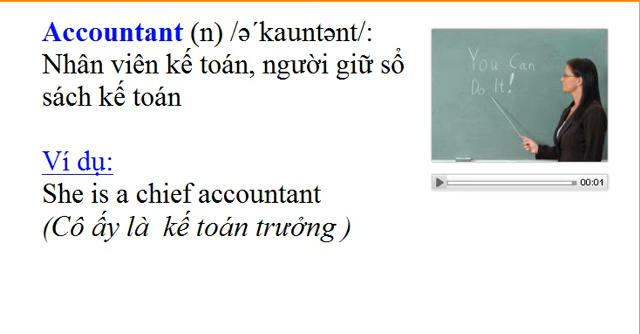 Accountant (n) /ə´kauntənt/:
Nhân viên kế toán, người giữ sổ
sách kế toán
Ví dụ:
She is a chief accountant
(Cô ấy là kế toán trưởng )
You Can
Do It!
00:01